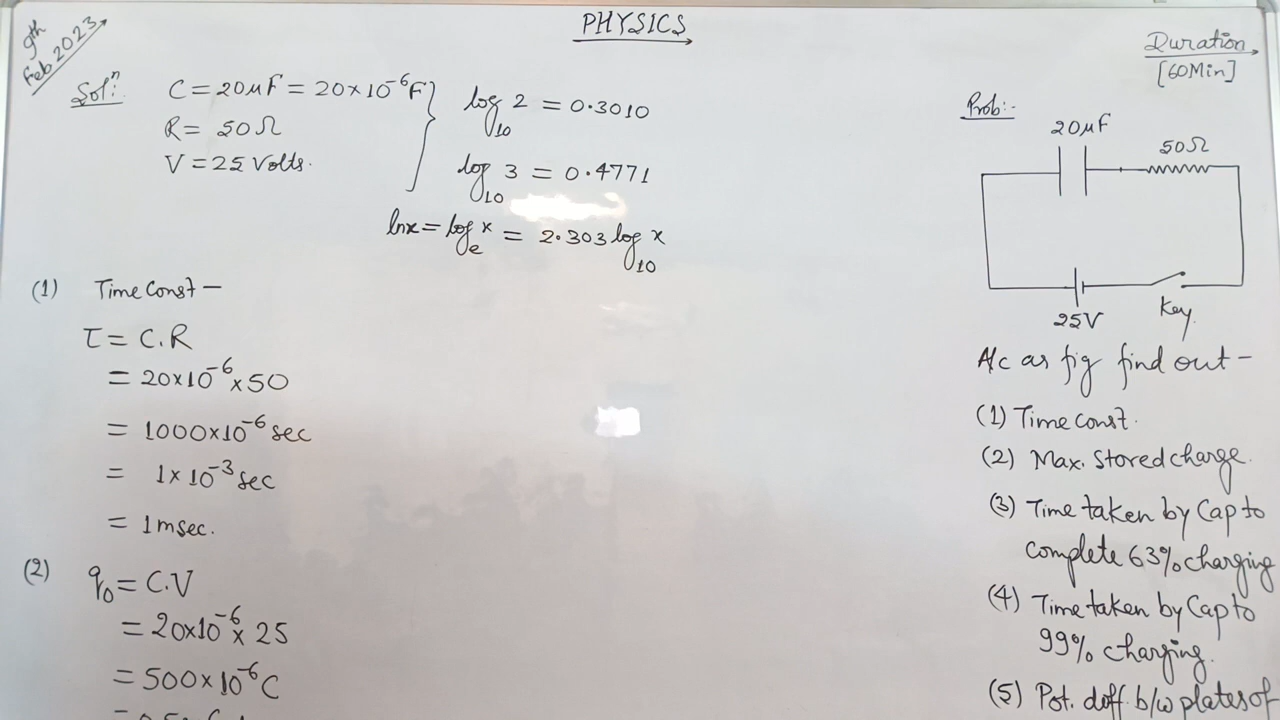 PHYSICS
9th
Feb 2023
Duration
[60Min]
Solⁿ:
C = 20μF = 20×10⁻⁶F
R = 50Ω
V = 25 Volts.
log₁₀ 2 = 0.3010
log₁₀ 3 = 0.4771
lnx = logₑ x = 2.303 log₁₀ x
(1) Time Const –
τ = C.R
= 20×10⁻⁶×50
= 1000×10⁻⁶ sec
= 1×10⁻³ sec
= 1msec.
(2) q₀ = C.V
= 20×10⁻⁶×25
= 500×10⁻⁶C
Prob:-
20μF
50Ω
25V
Key
A/c as fig find out –
(1) Time const.
(2) Max. Stored charge.
(3) Time taken by Cap to
complete 63% charging
(4) Time taken by Cap to
99% charging.
(5) Pot. diff. b/w plates of